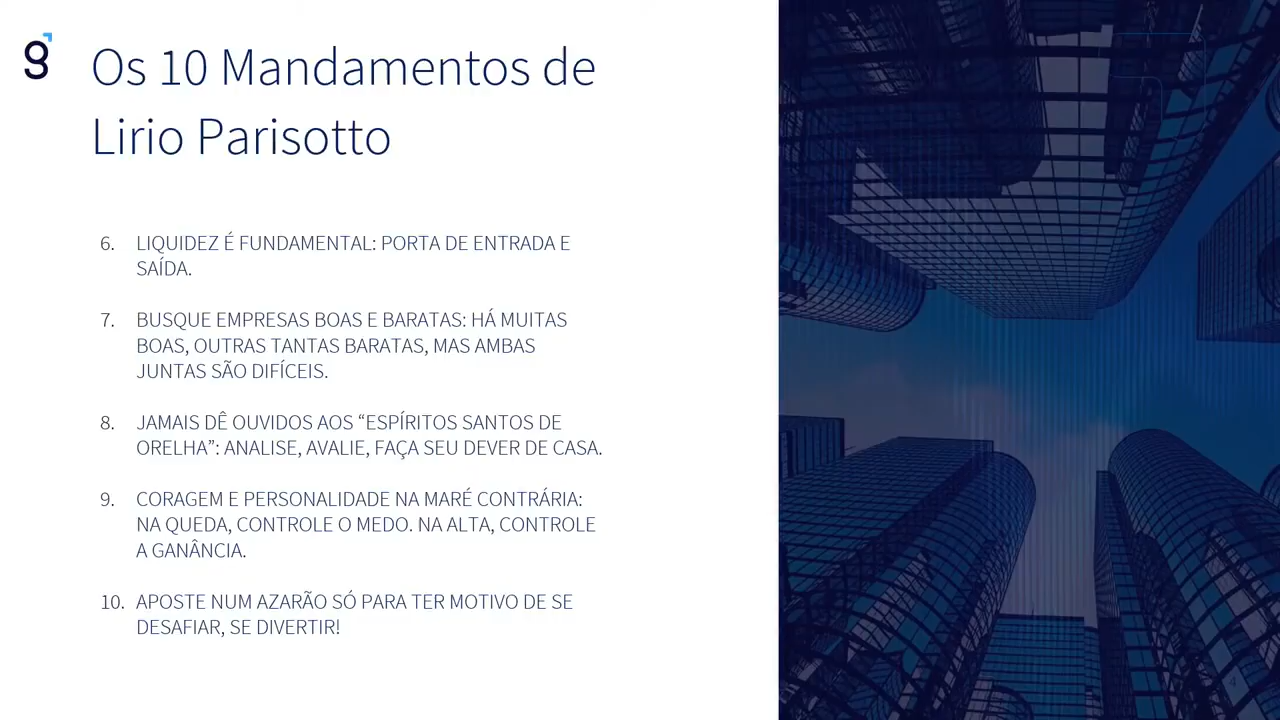 Os 10 Mandamentos de
Lirio Parisotto
6. LIQUIDEZ É FUNDAMENTAL: PORTA DE ENTRADA E
SAÍDA.
7. BUSQUE EMPRESAS BOAS E BARATAS: HÁ MUITAS
BOAS, OUTRAS TANTAS BARATAS, MAS AMBAS
JUNTAS SÃO DIFÍCEIS.
8. JAMAIS DÊ OUVIDOS AOS “ESPÍRITOS SANTOS DE
ORELHA”: ANALISE, AVALIE, FAÇA SEU DEVER DE CASA.
9. CORAGEM E PERSONALIDADE NA MARÉ CONTRÁRIA:
NA QUEDA, CONTROLE O MEDO. NA ALTA, CONTROLE
A GANÂNCIA.
10. APOSTE NUM AZARÃO SÓ PARA TER MOTIVO DE SE
DESAFIAR, SE DIVERTIR!
4